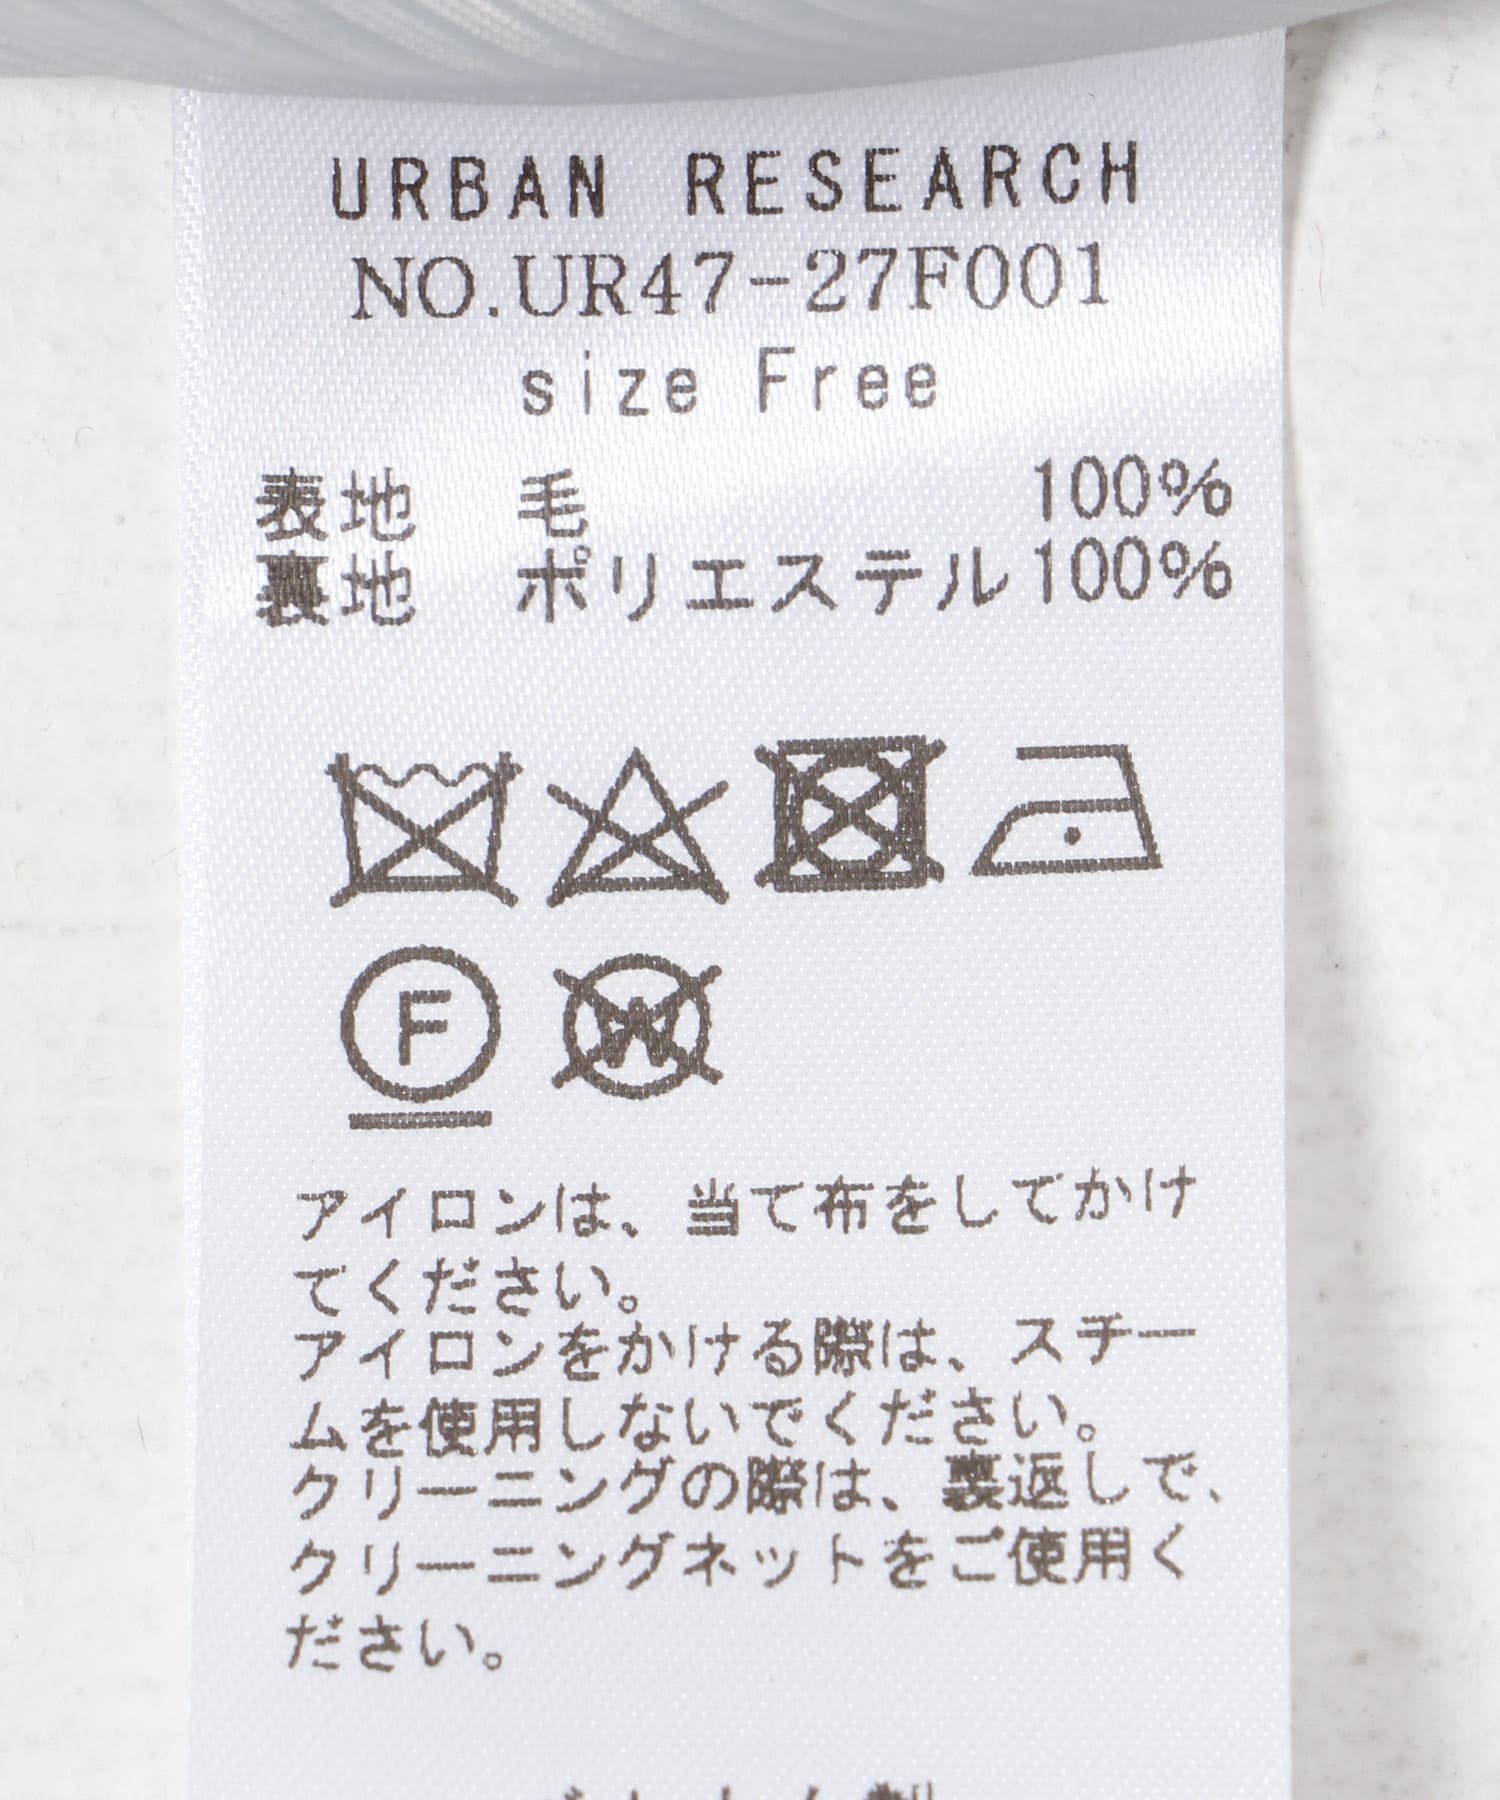 URBAN RESEARCH
NO.UR47-27F001
size Free
表地 毛 100%
裏地 ポリエステル100%
F
W
アイロンは、当て布をしてかけ
てください。
アイロンをかける際は、スチー
ムを使用しないでください。
クリーニングの際は、裏返しで、
クリーニングネットをご使用く
ださい。